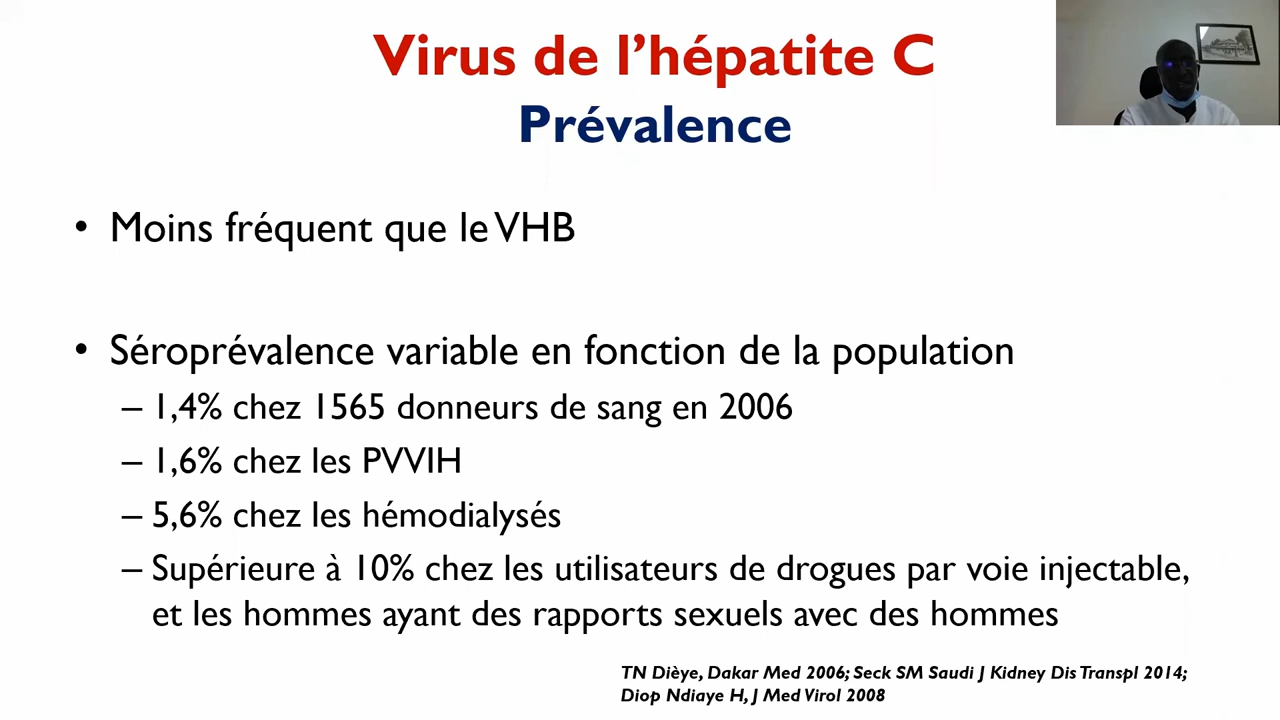 Virus de l’hépatite C
Prévalence
• Moins fréquent que le VHB
• Séroprévalence variable en fonction de la population
– 1,4% chez 1565 donneurs de sang en 2006
– 1,6% chez les PVVIH
– 5,6% chez les hémodialysés
– Supérieure à 10% chez les utilisateurs de drogues par voie injectable,
et les hommes ayant des rapports sexuels avec des hommes
TN Dièye, Dakar Med 2006; Seck SM Saudi J Kidney Dis Transpl 2014;
Diop Ndiaye H, J Med Virol 2008